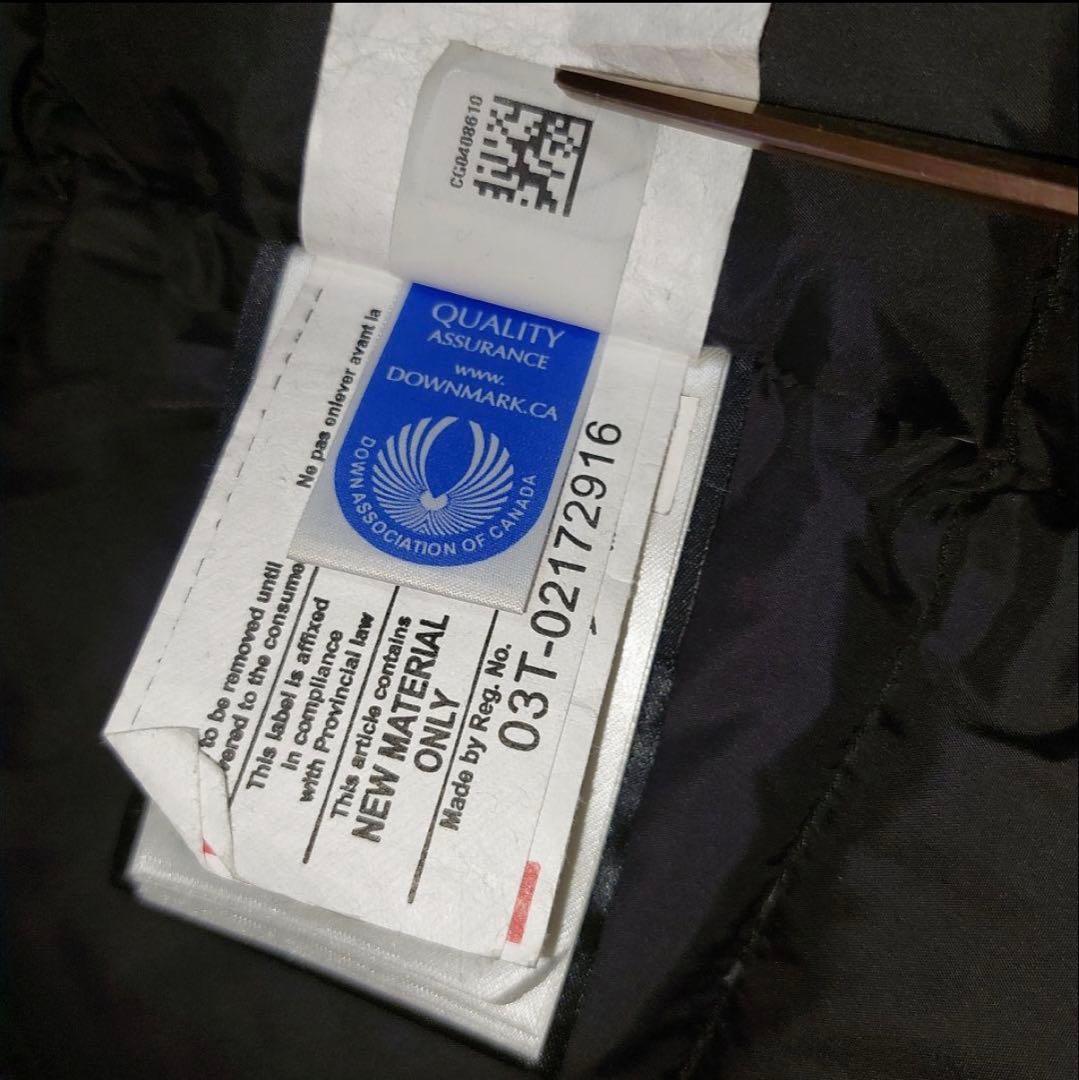 CG0408610
QUALITY
ASSURANCE
www.
DOWNMARK.CA
DOWN ASSOCIATION OF CANADA
Ne pas enlever avant la
to be removed until
vered to the consume
This label is affixed
in compliance
with Provincial law
This article contains
NEW MATERIAL
ONLY
Made by Reg. No.
03T-02172916